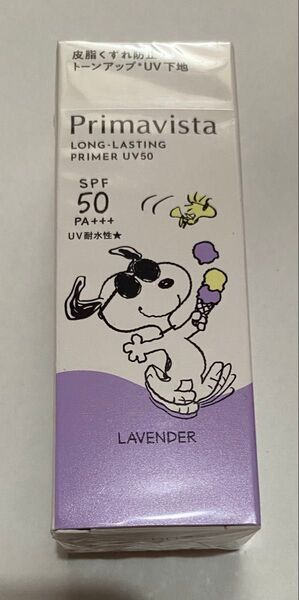 皮脂くずれ防止
トーンアップ*UV下地
Primavista
LONG-LASTING
PRIMER UV50
SPF
50
PA+++
UV耐水性★
LAVENDER